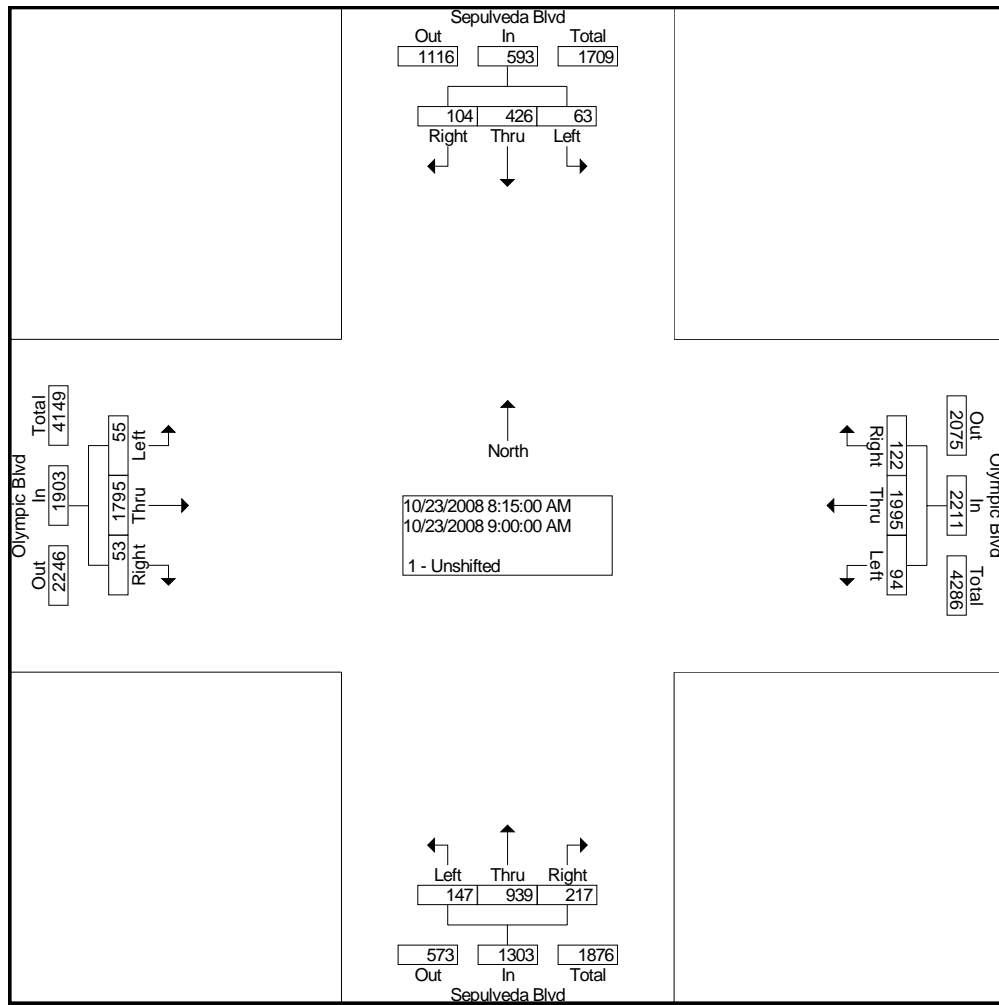 Sepulveda Blvd
Out In Total
1116 593 1709
104 426 63
Right Thru Left
Olympic Blvd
Total In Out
4149 1903 2246
55 1795 53
Left Thru Right
North
10/23/2008 8:15:00 AM
10/23/2008 9:00:00 AM
1 - Unshifted
Right Thru Left
122 1995 94
Out In Total
2075 2211 4286
Olympic Blvd
Left Thru Right
147 939 217
573 1303 1876
Out In Total
Sepulveda Blvd